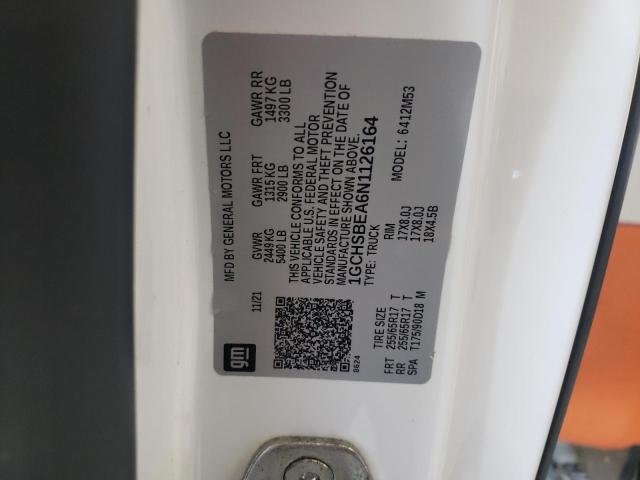 gm
MFD BY GENERAL MOTORS LLC
11/21
GVWR GAWR FRT GAWR RR
2449 KG 1315 KG 1497 KG
5400 LB 2900 LB 3300 LB
THIS VEHICLE CONFORMS TO ALL
APPLICABLE U.S. FEDERAL MOTOR
VEHICLE SAFETY AND THEFT PREVENTION
STANDARDS IN EFFECT ON THE DATE OF
MANUFACTURE SHOWN ABOVE.
1GCHSBEA6N1126164
TYPE: TRUCK MODEL: 6412M53
8624
TIRE SIZE RIM
FRT 255/65R17 T 17X8.0J
RR 255/65R17 T 17X8.0J
SPA T175/90D18 M 18X4.5B